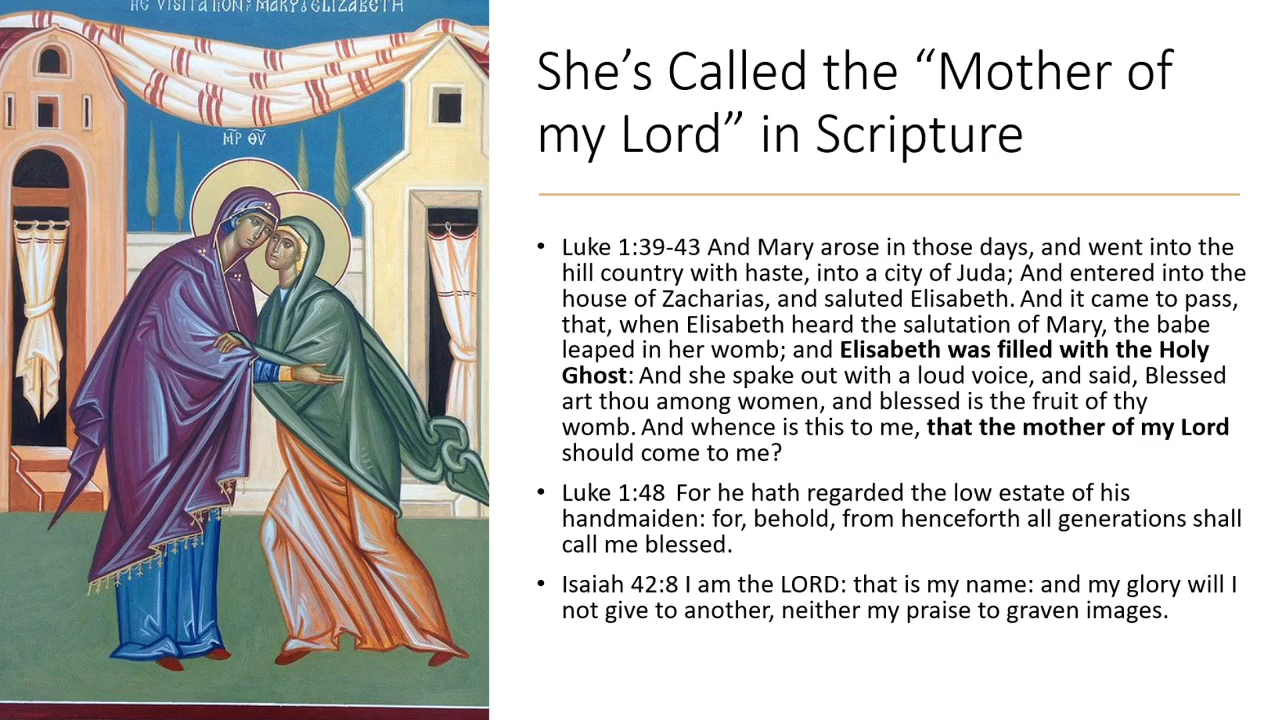 HE VISITATION OF MARY & ELIZABETH
ΜΡ ΘΥ
She’s Called the “Mother of
my Lord” in Scripture
• Luke 1:39-43 And Mary arose in those days, and went into the
hill country with haste, into a city of Juda; And entered into the
house of Zacharias, and saluted Elisabeth. And it came to pass,
that, when Elisabeth heard the salutation of Mary, the babe
leaped in her womb; and Elisabeth was filled with the Holy
Ghost: And she spake out with a loud voice, and said, Blessed
art thou among women, and blessed is the fruit of thy
womb. And whence is this to me, that the mother of my Lord
should come to me?
• Luke 1:48  For he hath regarded the low estate of his
handmaiden: for, behold, from henceforth all generations shall
call me blessed.
• Isaiah 42:8 I am the LORD: that is my name: and my glory will I
not give to another, neither my praise to graven images.